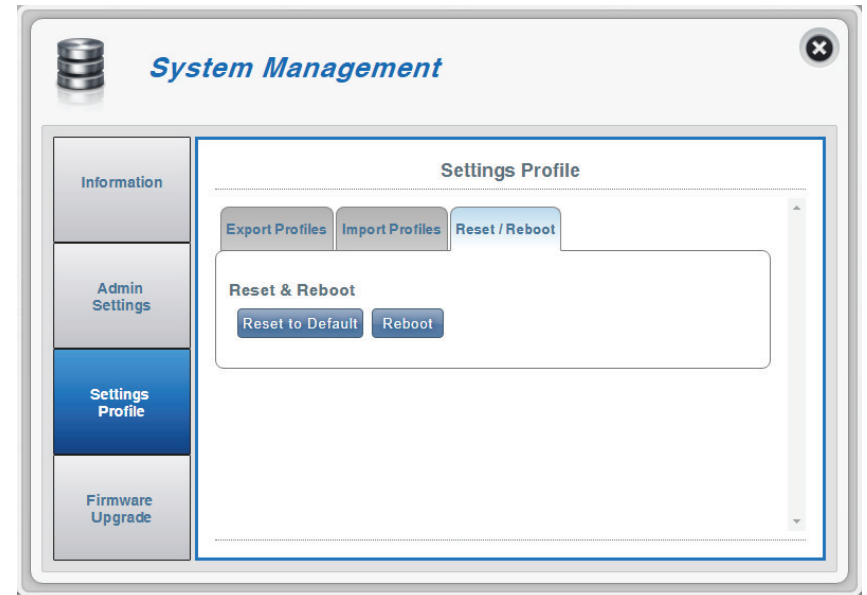 System Management
Information
Admin
Settings
Settings
Profile
Firmware
Upgrade
Settings Profile
Export Profiles
Import Profiles
Reset / Reboot
Reset & Reboot
Reset to Default
Reboot